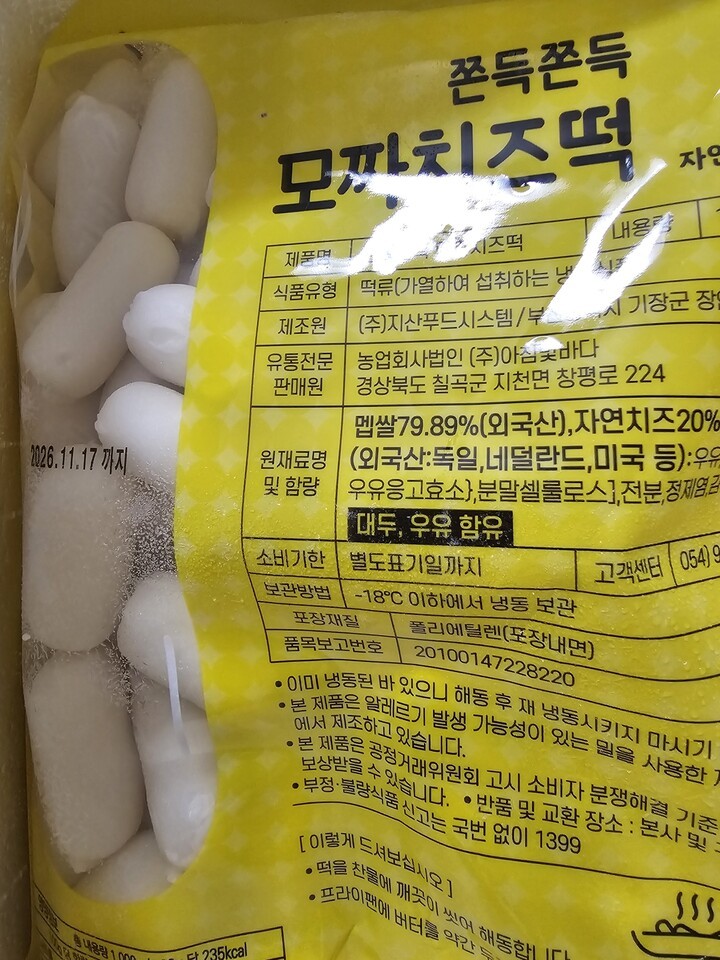 쫀득쫀득
모짜치즈떡
자연
제품명 치즈떡 내용량
식품유형 떡류(가열하여 섭취하는
제조원 (주)지산푸드시스템 / 기장군
유통전문판매원 농업회사법인 (주)아침꽃바다
경상북도 칠곡군 지천면 창평로 224
원재료명 및 함량
멥쌀79.89%(외국산),자연치즈20%
(외국산:독일,네덜란드,미국 등):우유
우유응고효소},분말셀룰로스],전분,정제염,
대두, 우유 함유
소비기한 별도표기일까지 고객센터 054)9
보관방법 -18℃ 이하에서 냉동 보관
포장재질 폴리에틸렌(포장내면)
품목보고번호 20100147228220
2026.11.17 까지
• 이미 냉동된 바 있으니 해동 후 재 냉동시키지 마시기
• 본 제품은 알레르기 발생 가능성이 있는 밀을 사용한
에서 제조하고 있습니다.
• 본 제품은 공정거래위원회 고시 소비자 분쟁해결 기준
보상받을 수 있습니다. • 반품 및 교환 장소 : 본사 및
• 부정·불량식품 신고는 국번 없이 1399
[ 이렇게 드셔보십시오 ]
• 떡을 찬물에 깨끗이 씻어 해동합니다
• 프라이팬에 버터를 약간
총 내용량 당 235kcal